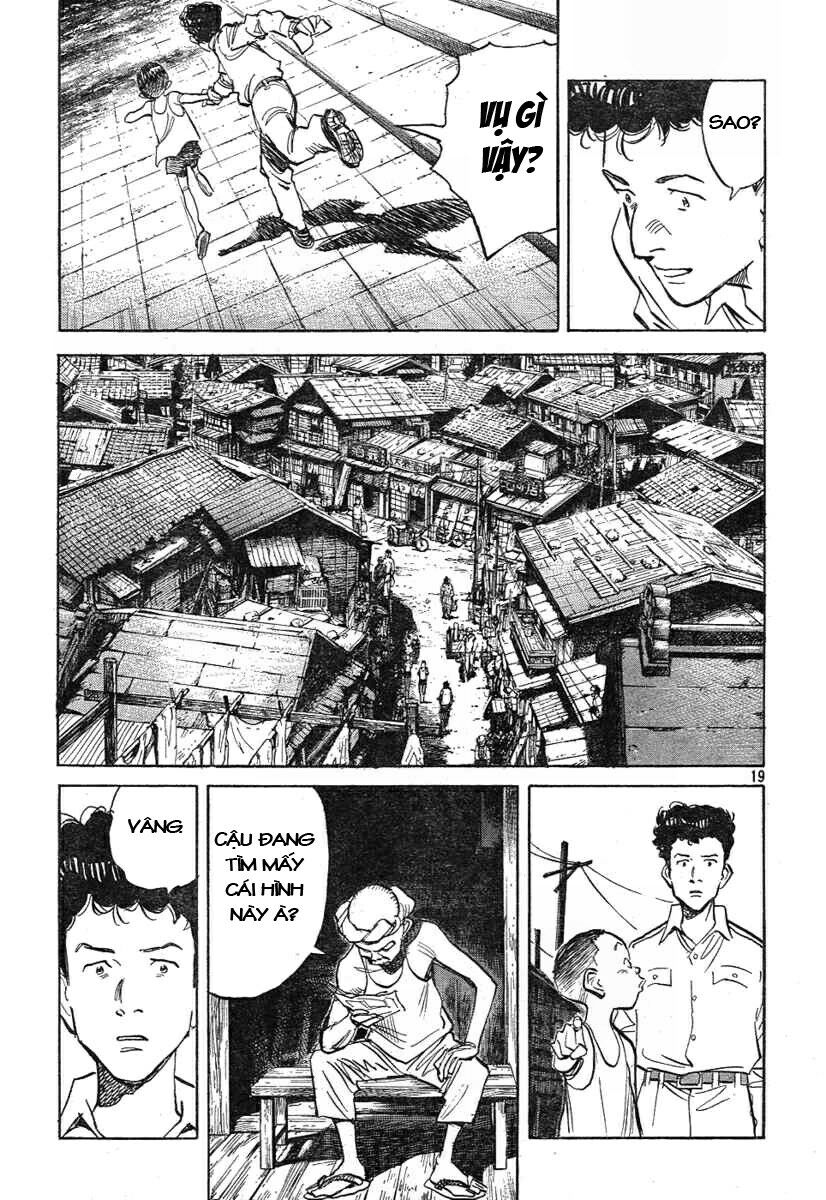 SAO?
VỤ GÌ
VẬY?
19
CẬU ĐANG
TÌM MẤY
CÁI HÌNH
NÀY À?
VÂNG